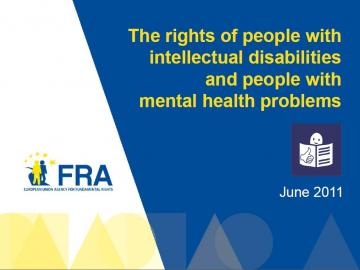 The rights of people with
intellectual disabilities
and people with
mental health problems
FRA
EUROPEAN UNION AGENCY FOR FUNDAMENTAL RIGHTS
June 2011